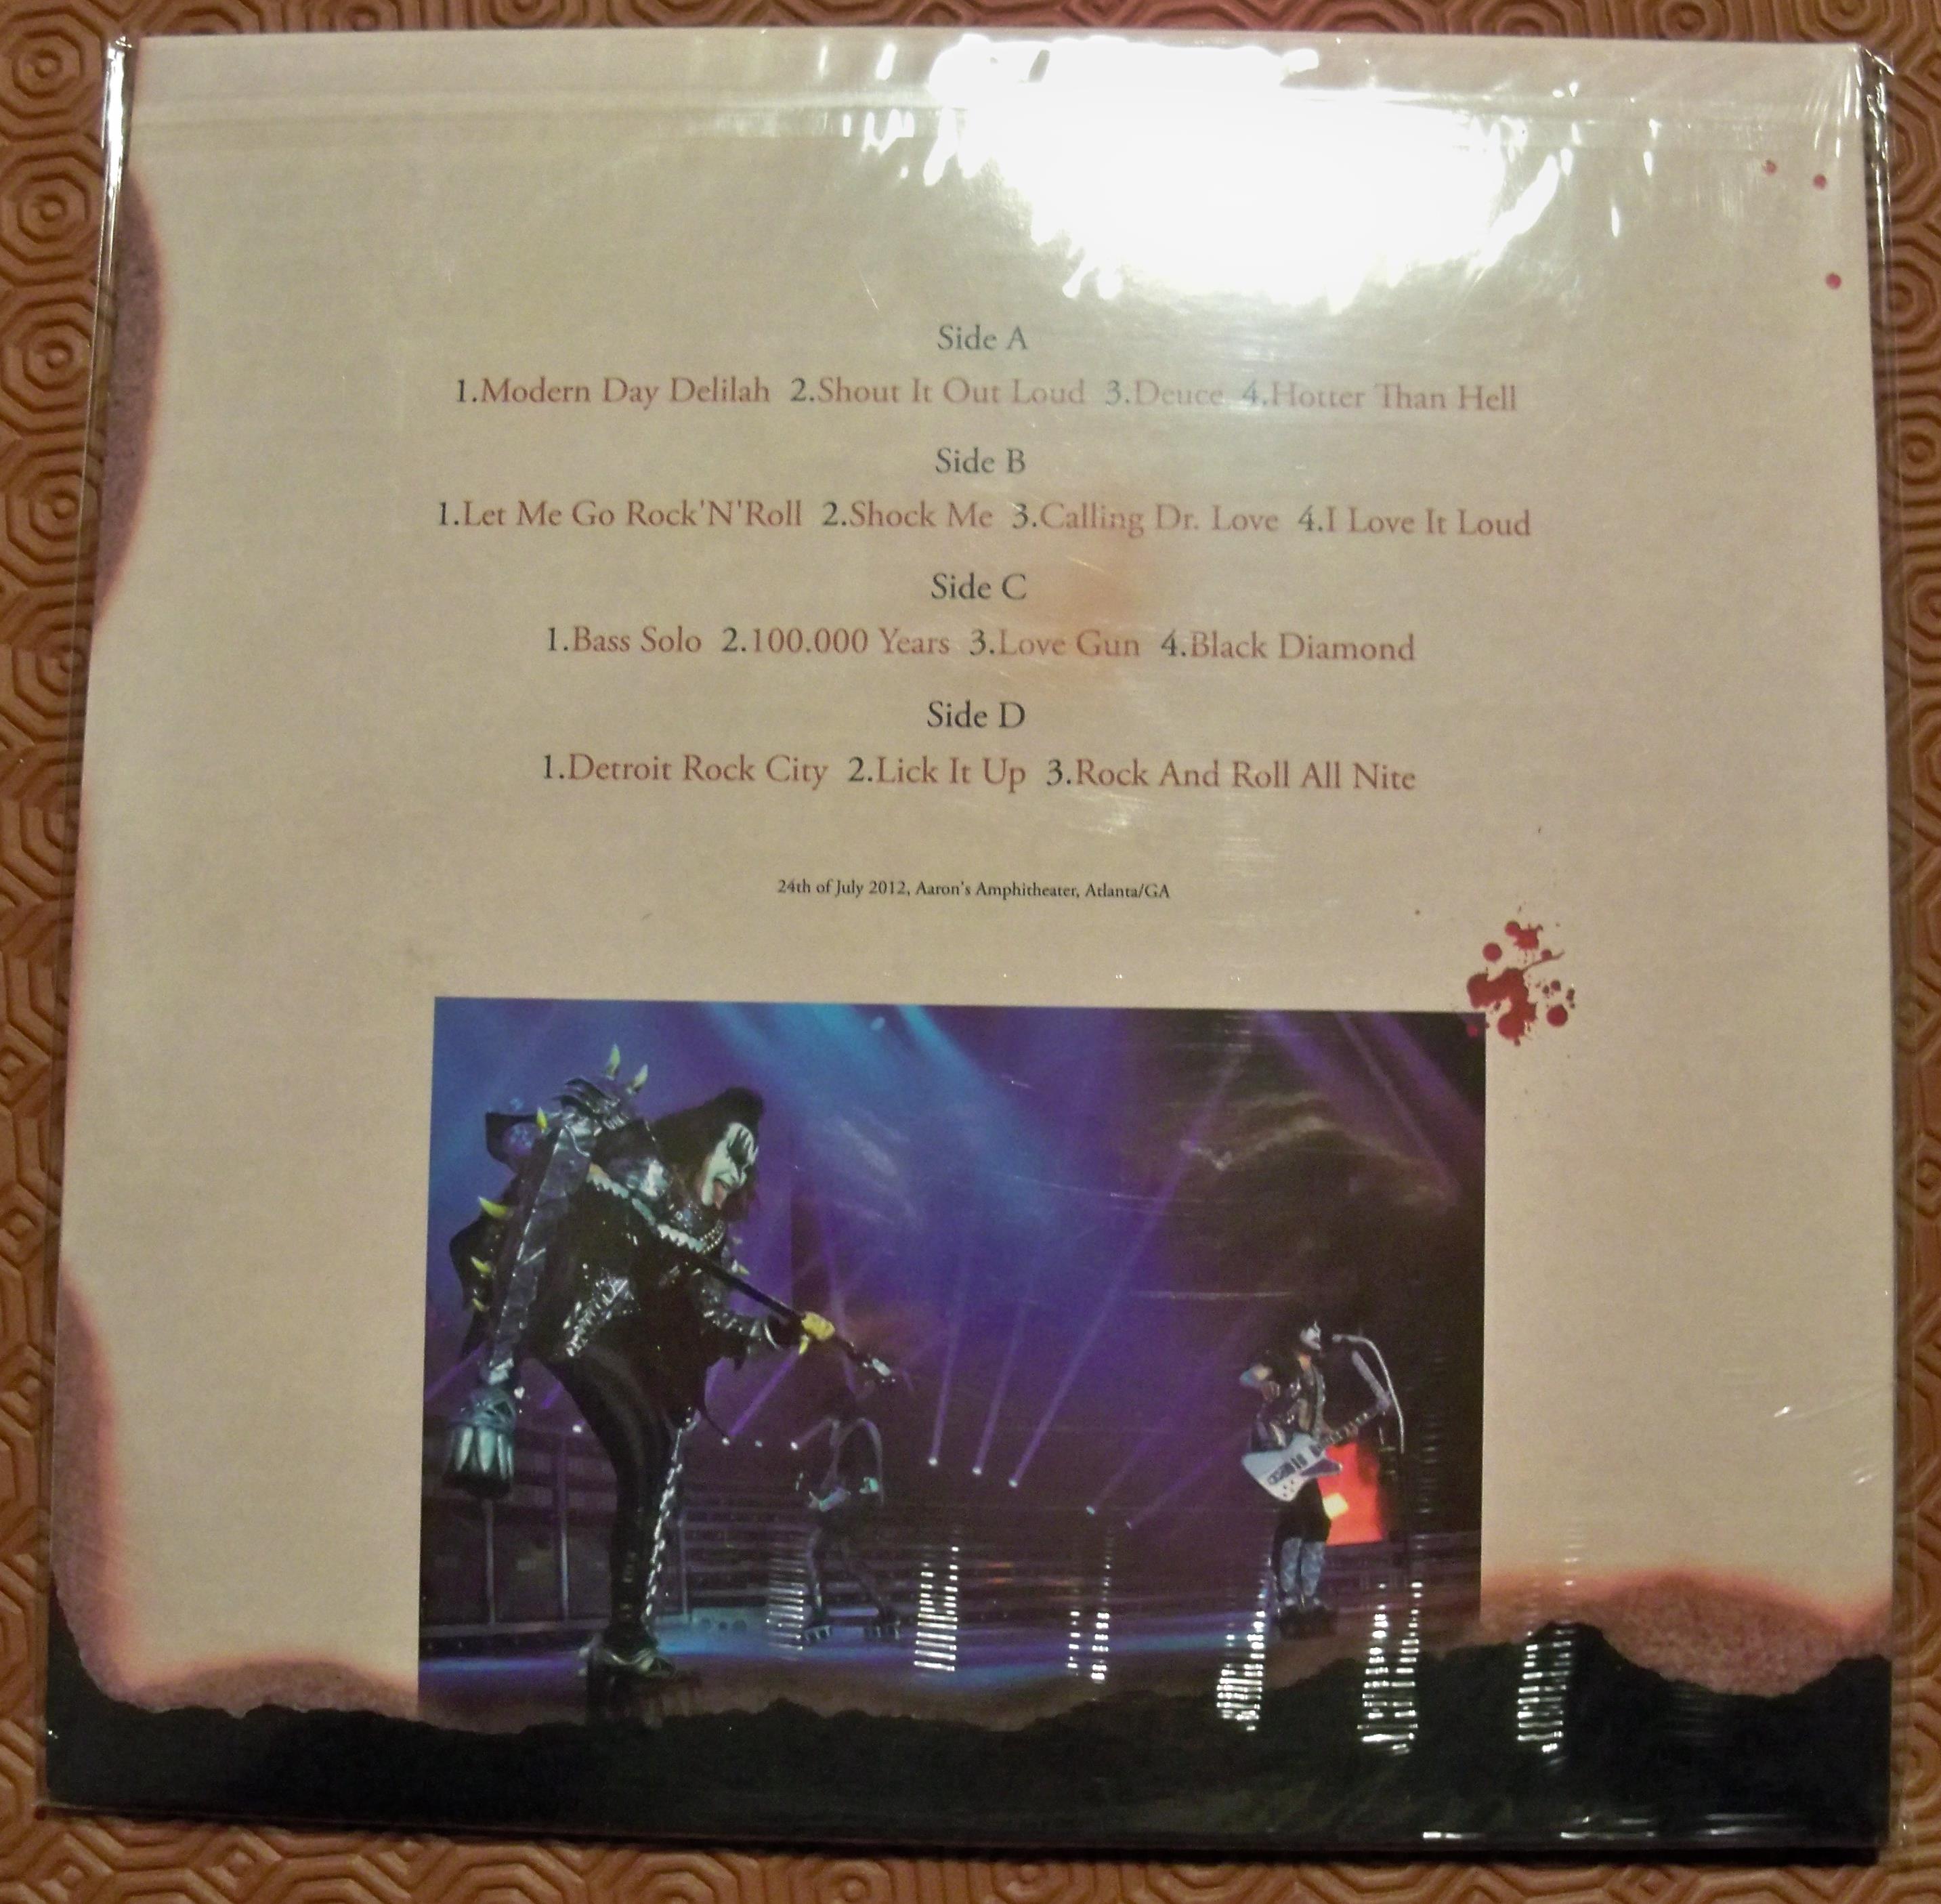 Side A
1.Modern Day Delilah 2.Shout It Out Loud 3.Deuce 4.Hotter Than Hell
Side B
1.Let Me Go Rock'N'Roll 2.Shock Me 3.Calling Dr. Love 4.I Love It Loud
Side C
1.Bass Solo 2.100.000 Years 3.Love Gun 4.Black Diamond
Side D
1.Detroit Rock City 2.Lick It Up 3.Rock And Roll All Nite
24th of July 2012, Aaron's Amphitheater, Atlanta/GA